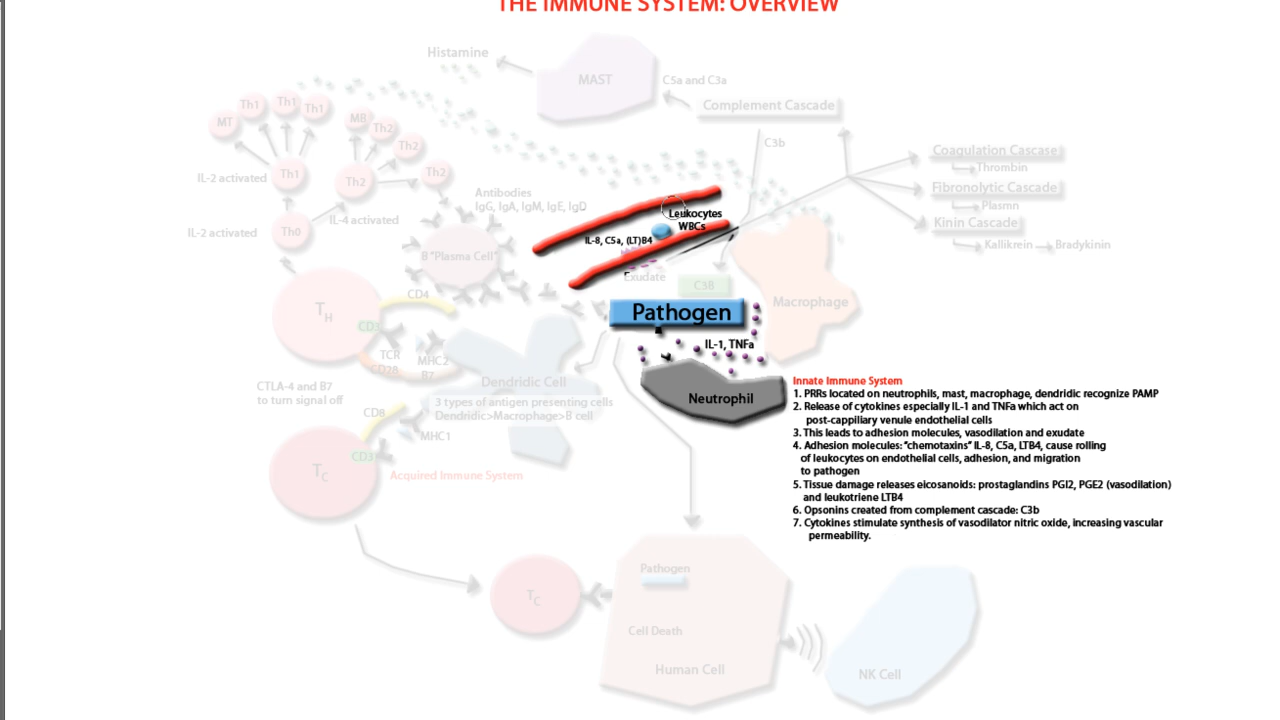 THE IMMUNE SYSTEM: OVERVIEW
Histamine
MAST
C5a and C3a
Complement Cascade
C3b
Th1
Th1
Th1
MT
MB
Th2
Th2
Th2
IL-2 activated
Th1
Th2
IL-4 activated
IL-2 activated
Th0
Antibodies
IgG, IgA, IgM, IgE, IgD
B "Plasma Cell"
Coagulation Cascase
Thrombin
Fibronolytic Cascade
Plasmn
Kinin Cascade
Kallikrein
Bradykinin
Leukocytes
WBCs
IL-8, C5a, (LT)B4
Exudate
C3B
Macrophage
Pathogen
IL-1, TNFa
Neutrophil
TH
CD4
CD3
TCR
CD28
MHC2
B7
CTLA-4 and B7
to turn signal off
Dendridic Cell
3 types of antigen presenting cells
Dendridic>Macrophage>B cell
CD8
MHC1
CD3
TC
Acquired Immune System
Innate Immune System
1. PRRs located on neutrophils, mast, macrophage, dendridic recognize PAMP
2. Release of cytokines especially IL-1 and TNFa which act on
post-cappiliary venule endothelial cells
3. This leads to adhesion molecules, vasodilation and exudate
4. Adhesion molecules: "chemotaxins" IL-8, C5a, LTB4, cause rolling
of leukocytes on endothelial cells, adhesion, and migration
to pathogen
5. Tissue damage releases eicosanoids: prostaglandins PGI2, PGE2 (vasodilation)
and leukotriene LTB4
6. Opsonins created from complement cascade: C3b
7. Cytokines stimulate synthesis of vasodilator nitric oxide, increasing vascular
permeability.
TC
Pathogen
Cell Death
Human Cell
NK Cell